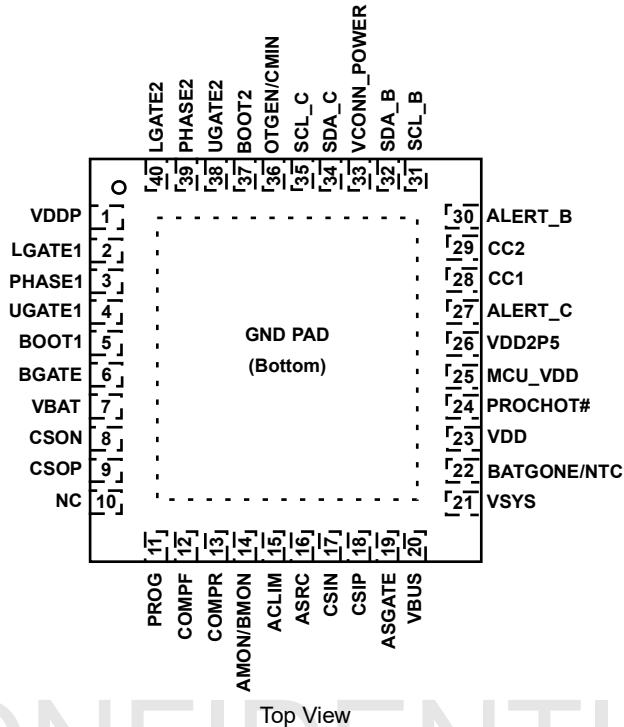 LGATE2
PHASE2
UGATE2
BOOT2
OTGEN/CMIN
SCL_C
SDA_C
VCONN_POWER
SDA_B
SCL_B
40 39 38 37 36 35 34 33 32 31
VDDP 1
LGATE1 2
PHASE1 3
UGATE1 4
BOOT1 5
BGATE 6
VBAT 7
CSON 8
CSOP 9
NC 10
GND PAD
(Bottom)
30 ALERT_B
29 CC2
28 CC1
27 ALERT_C
26 VDD2P5
25 MCU_VDD
24 PROCHOT#
23 VDD
22 BATGONE/NTC
21 VSYS
11 12 13 14 15 16 17 18 19 20
PROG
COMPF
COMPR
AMON/BMON
ACLIM
ASRC
CSIN
CSIP
ASGATE
VBUS
Top View